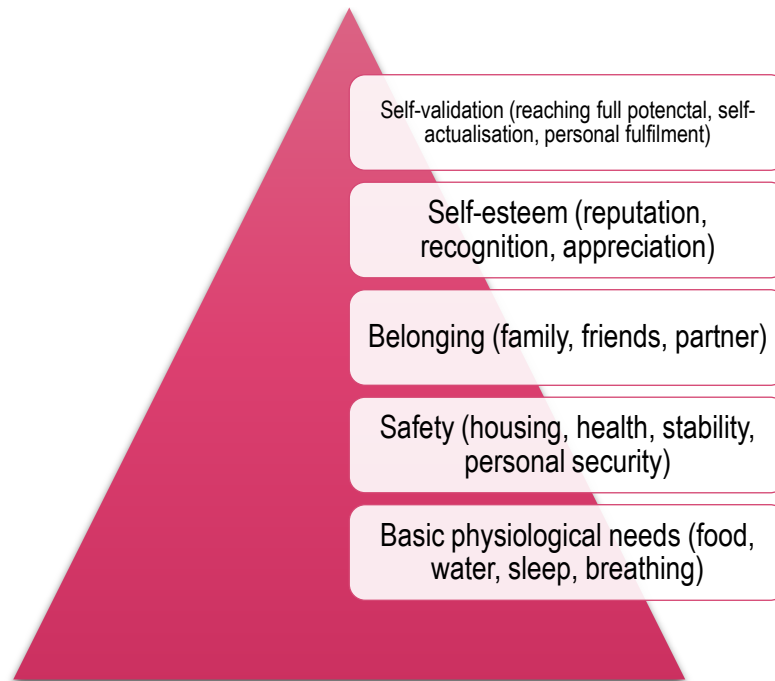 Self-validation (reaching full potenctal, self-
actualisation, personal fulfilment)
Self-esteem (reputation,
recognition, appreciation)
Belonging (family, friends, partner)
Safety (housing, health, stability,
personal security)
Basic physiological needs (food,
water, sleep, breathing)